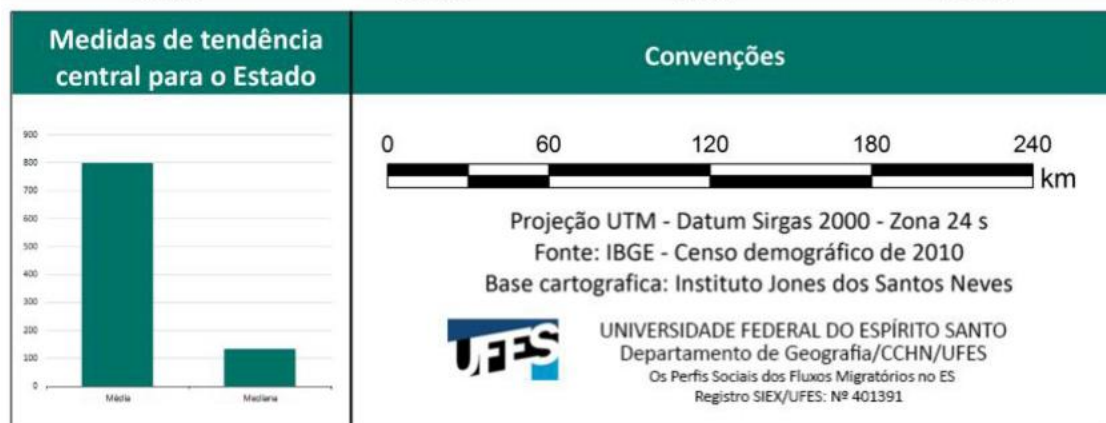 Medidas de tendência
central para o Estado
900
800
700
600
500
400
300
200
100
0
Média
Mediana
Convenções
0 60 120 180 240
km
Projeção UTM - Datum Sirgas 2000 - Zona 24 s
Fonte: IBGE - Censo demográfico de 2010
Base cartografica: Instituto Jones dos Santos Neves
UFES
UNIVERSIDADE FEDERAL DO ESPÍRITO SANTO
Departamento de Geografia/CCHN/UFES
Os Perfis Sociais dos Fluxos Migratórios no ES
Registro SIEX/UFES: Nº 401391